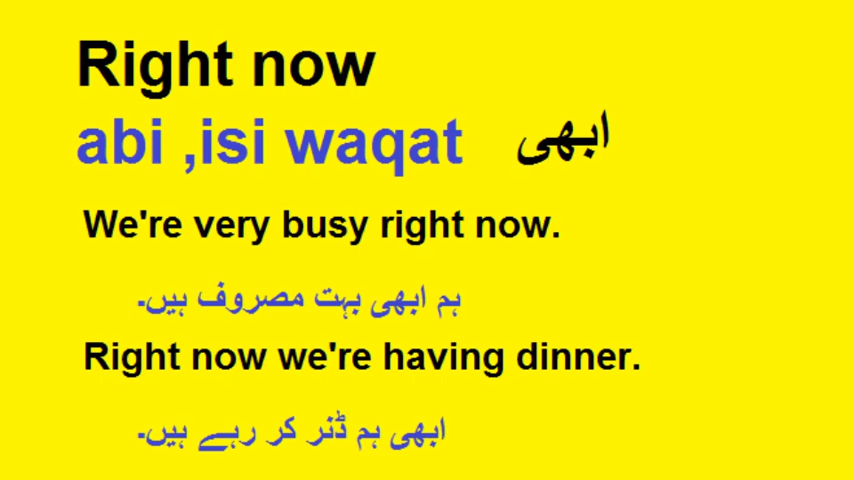 Right now
abi ,isi waqat ابھی
We're very busy right now.
ہم ابھی بہت مصروف ہیں۔
Right now we're having dinner.
ابھی ہم ڈنر کر رہے ہیں۔